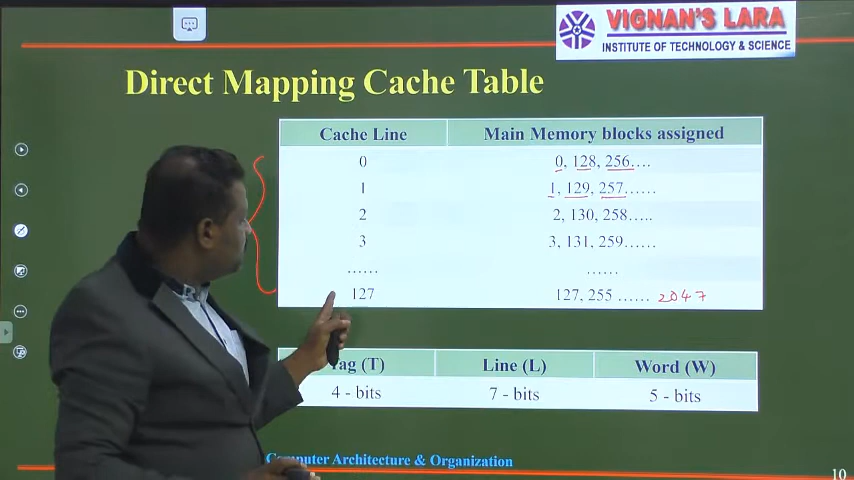 VIGNAN'S LARA
INSTITUTE OF TECHNOLOGY & SCIENCE
Direct Mapping Cache Table
Cache Line Main Memory blocks assigned
0 0, 128, 256....
1 1, 129, 257......
2 2, 130, 258.....
3 3, 131, 259......
...... ......
127 127, 255 ...... 2047
Tag (T) Line (L) Word (W)
4 - bits 7 - bits 5 - bits
Computer Architecture & Organization
10